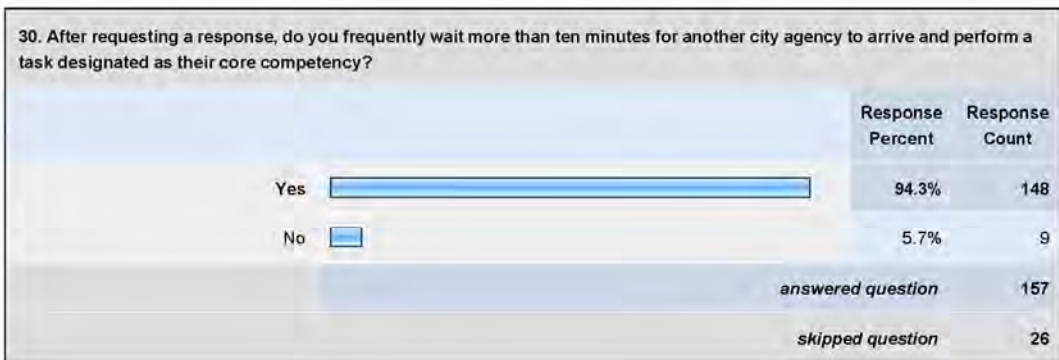 30. After requesting a response, do you frequently wait more than ten minutes for another city agency to arrive and perform a
task designated as their core competency?
Response Percent Response Count
Yes 94.3% 148
No 5.7% 9
answered question 157
skipped question 26